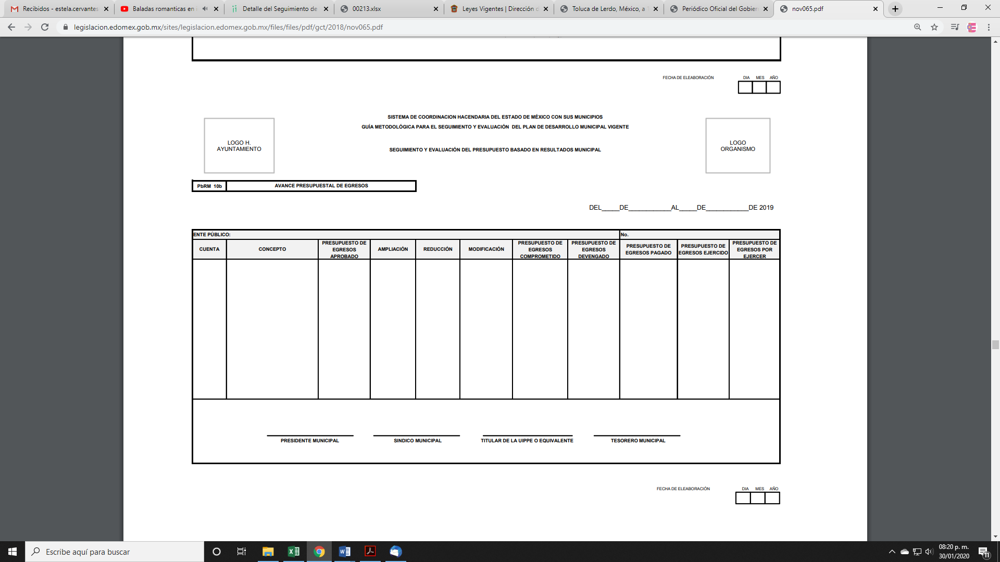 Recibidos - estela.cervantes
Baladas romanticas en i
Detalle del Seguimiento de
00213.xlsx
Leyes Vigentes | Dirección d
Toluca de Lerdo, México, a
Periódico Oficial del Gobier
nov065.pdf
legislacion.edomex.gob.mx/sites/legislacion.edomex.gob.mx/files/files/pdf/gct/2018/nov065.pdf
FECHA DE ELEABORACIÓN
DIA MES AÑO
LOGO H.
AYUNTAMIENTO
SISTEMA DE COORDINACION HACENDARIA DEL ESTADO DE MÉXICO CON SUS MUNICIPIOS
GUÍA METODOLÓGICA PARA EL SEGUIMIENTO Y EVALUACIÓN DEL PLAN DE DESARROLLO MUNICIPAL VIGENTE
SEGUIMIENTO Y EVALUACIÓN DEL PRESUPUESTO BASADO EN RESULTADOS MUNICIPAL
LOGO
ORGANISMO
PbRM 10b
AVANCE PRESUPUESTAL DE EGRESOS
DEL_____DE____________AL_____DE____________DE 2019
ENTE PÚBLICO:
No.
CUENTA
CONCEPTO
PRESUPUESTO DE
EGRESOS
APROBADO
AMPLIACIÓN
REDUCCIÓN
MODIFICACIÓN
PRESUPUESTO DE
EGRESOS
COMPROMETIDO
PRESUPUESTO DE
EGRESOS
DEVENGADO
PRESUPUESTO DE
EGRESOS PAGADO
PRESUPUESTO DE
EGRESOS EJERCIDO
PRESUPUESTO DE
EGRESOS POR
EJERCER
PRESIDENTE MUNICIPAL
SINDICO MUNICIPAL
TITULAR DE LA UIPPE O EQUIVALENTE
TESORERO MUNICIPAL
FECHA DE ELEABORACIÓN
DIA MES AÑO
Escribe aquí para buscar
08:20 p. m.
30/01/2020
11